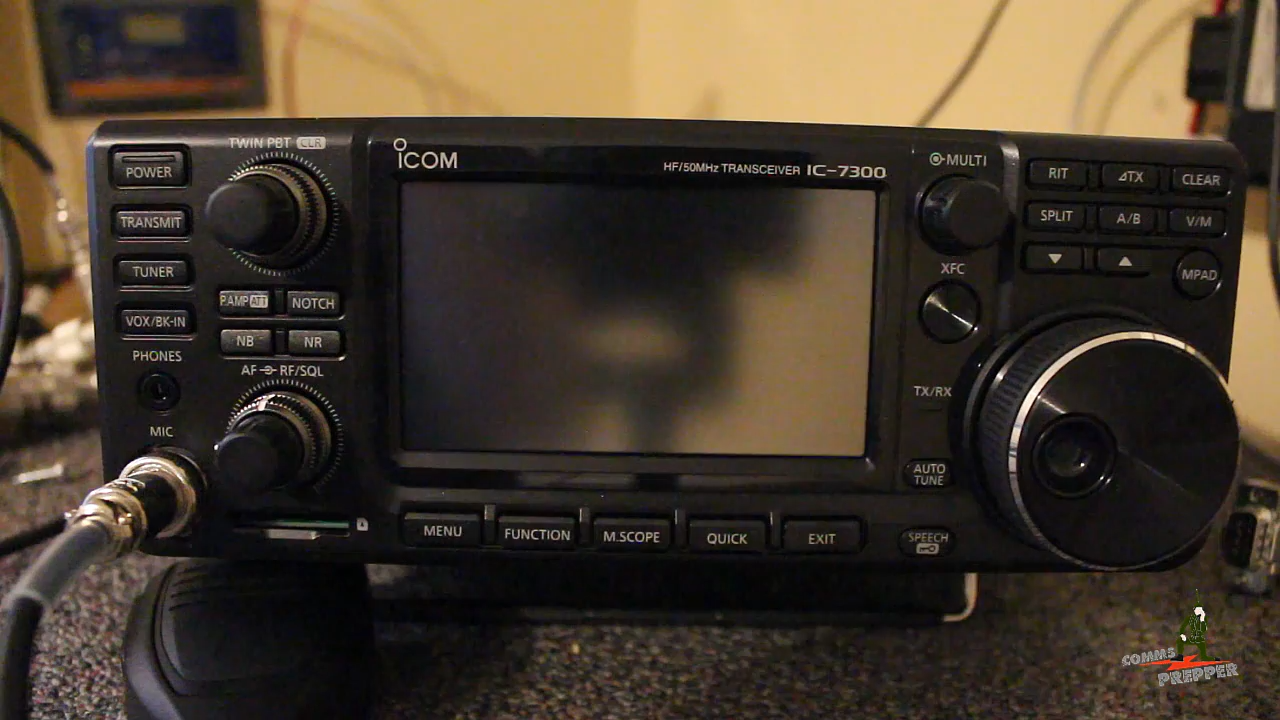 TWIN PBT CLR
POWER
TRANSMIT
TUNER
VOX/BK-IN
P.AMP ATT
NOTCH
NB
NR
PHONES
AF RF/SQL
MIC
ICOM
HF/50MHz TRANSCEIVER IC-7300
MENU
FUNCTION
M.SCOPE
QUICK
EXIT
MULTI
XFC
TX/RX
AUTO
TUNE
SPEECH
RIT
⊿TX
CLEAR
SPLIT
A/B
V/M
▼
▲
MPAD
COMMS
PREPPER